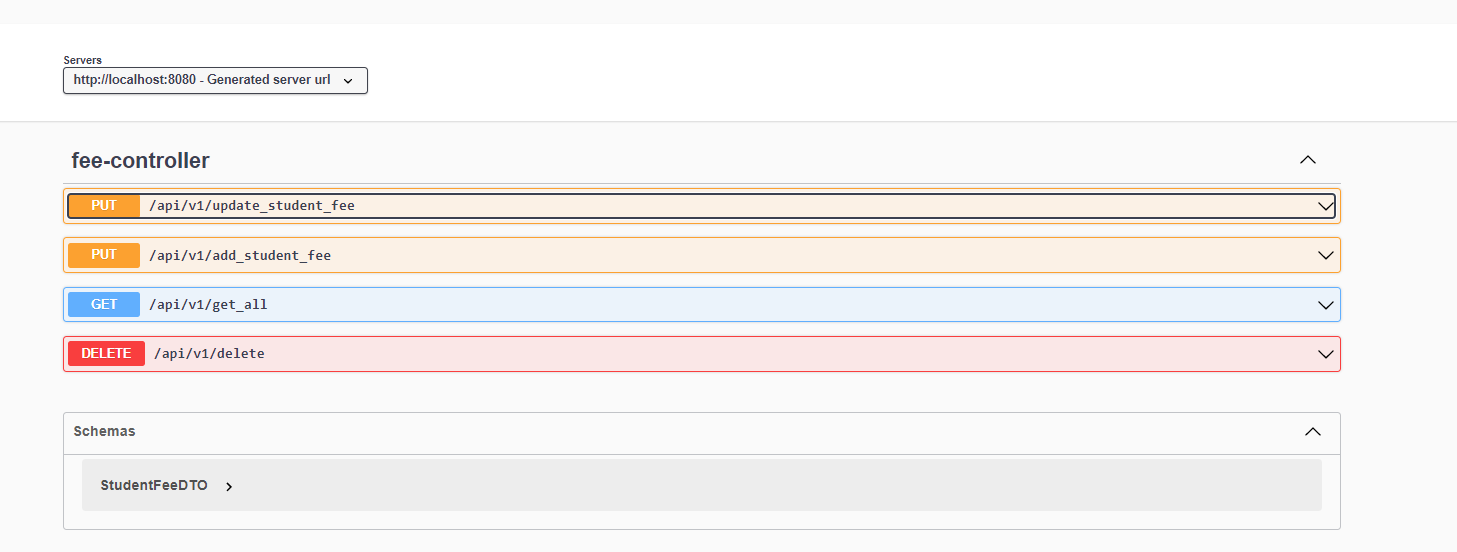 Servers
http://localhost:8080 - Generated server url
fee-controller
PUT /api/v1/update_student_fee
PUT /api/v1/add_student_fee
GET /api/v1/get_all
DELETE /api/v1/delete
Schemas
StudentFeeDTO